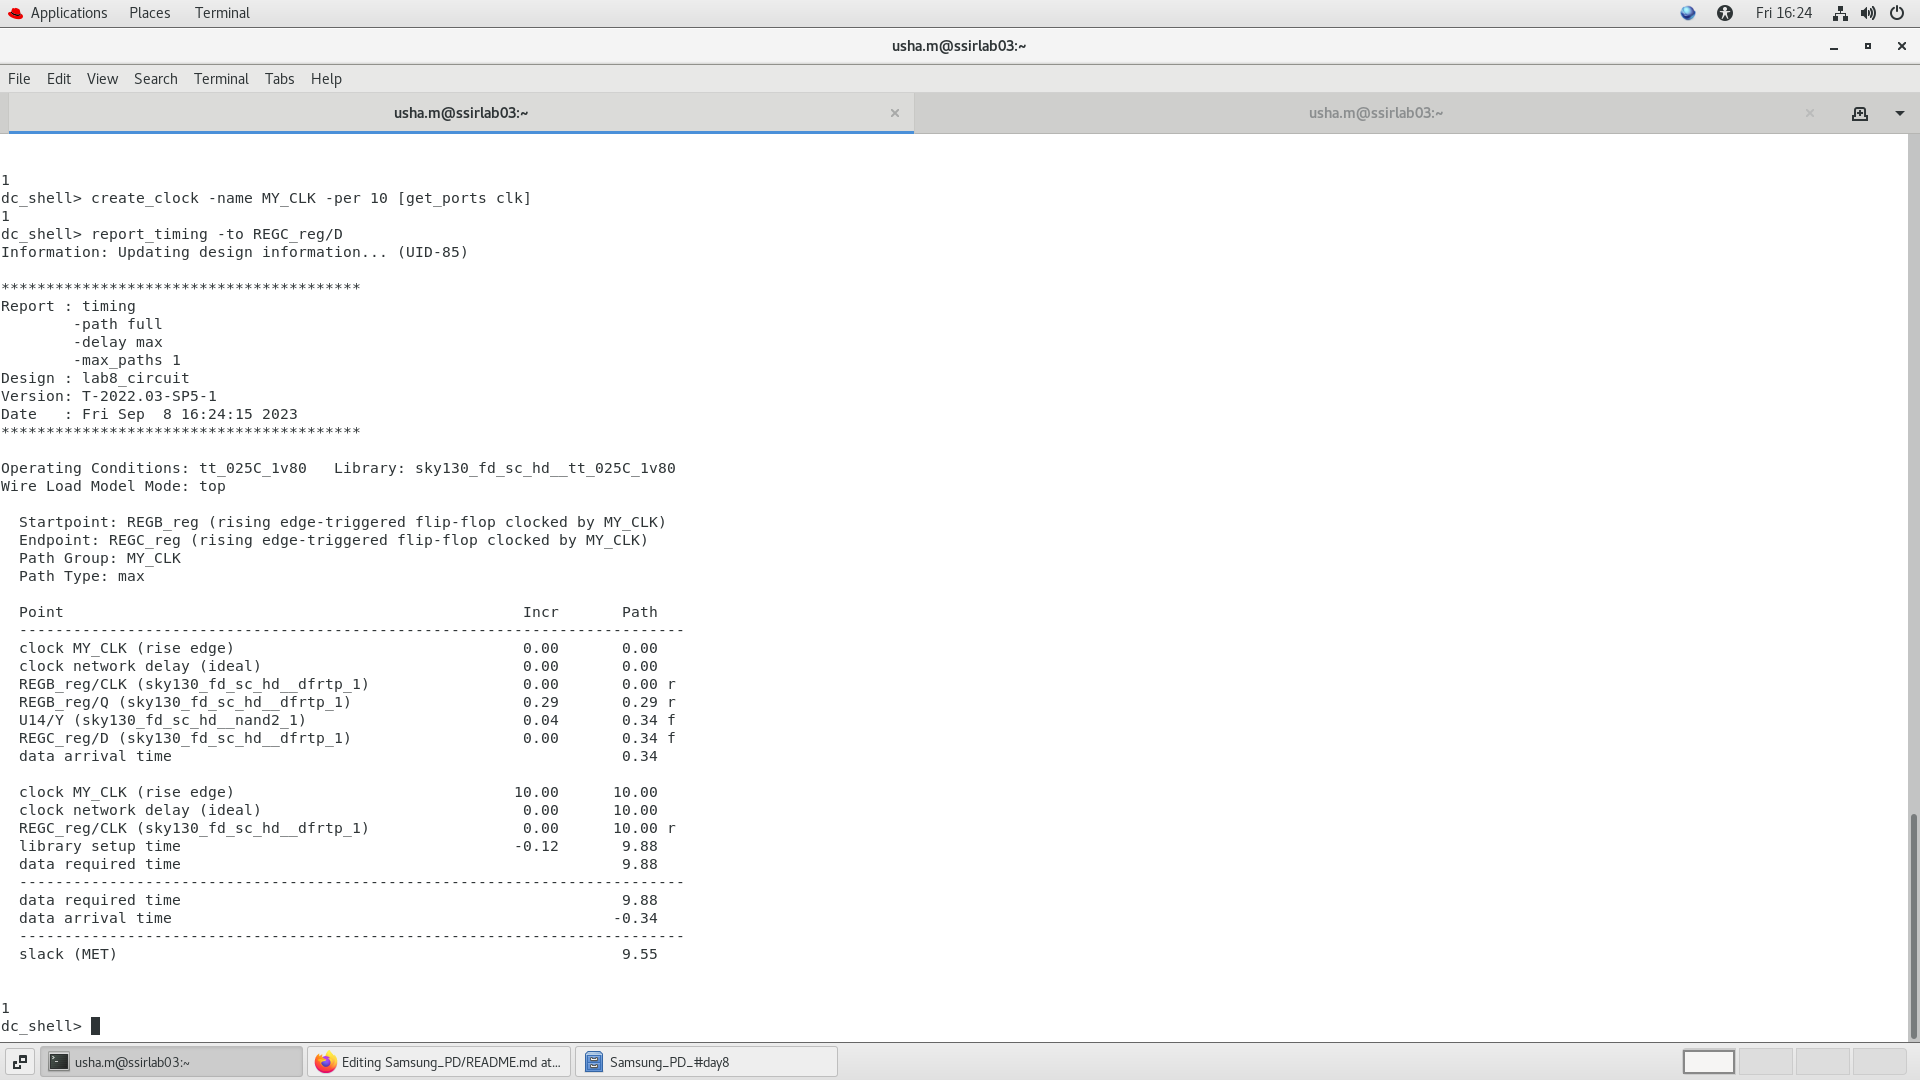 Applications Places Terminal Fri 16:24
usha.m@ssirlab03:~
File Edit View Search Terminal Tabs Help
usha.m@ssirlab03:~ × usha.m@ssirlab03:~ ×
1
dc_shell> create_clock -name MY_CLK -per 10 [get_ports clk]
1
dc_shell> report_timing -to REGC_reg/D
Information: Updating design information... (UID-85)
****************************************
Report : timing
        -path full
        -delay max
        -max_paths 1
Design : lab8_circuit
Version: T-2022.03-SP5-1
Date   : Fri Sep  8 16:24:15 2023
****************************************
Operating Conditions: tt_025C_1v80   Library: sky130_fd_sc_hd__tt_025C_1v80
Wire Load Model Mode: top
  Startpoint: REGB_reg (rising edge-triggered flip-flop clocked by MY_CLK)
  Endpoint: REGC_reg (rising edge-triggered flip-flop clocked by MY_CLK)
  Path Group: MY_CLK
  Path Type: max
  Point                                                   Incr       Path
  --------------------------------------------------------------------------
  clock MY_CLK (rise edge)                                0.00       0.00
  clock network delay (ideal)                             0.00       0.00
  REGB_reg/CLK (sky130_fd_sc_hd__dfrtp_1)                 0.00       0.00 r
  REGB_reg/Q (sky130_fd_sc_hd__dfrtp_1)                   0.29       0.29 r
  U14/Y (sky130_fd_sc_hd__nand2_1)                        0.04       0.34 f
  REGC_reg/D (sky130_fd_sc_hd__dfrtp_1)                   0.00       0.34 f
  data arrival time                                                  0.34
  clock MY_CLK (rise edge)                               10.00      10.00
  clock network delay (ideal)                             0.00      10.00
  REGC_reg/CLK (sky130_fd_sc_hd__dfrtp_1)                 0.00      10.00 r
  library setup time                                     -0.12       9.88
  data required time                                                 9.88
  --------------------------------------------------------------------------
  data required time                                                 9.88
  data arrival time                                                 -0.34
  --------------------------------------------------------------------------
  slack (MET)                                                        9.55
1
dc_shell>
usha.m@ssirlab03:~ Editing Samsung_PD/README.md at... Samsung_PD_#day8